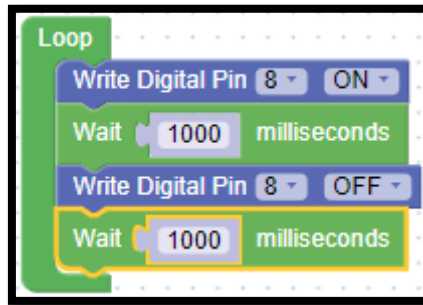 Loop
Write Digital Pin 8 ON
Wait 1000 milliseconds
Write Digital Pin 8 OFF
Wait 1000 milliseconds